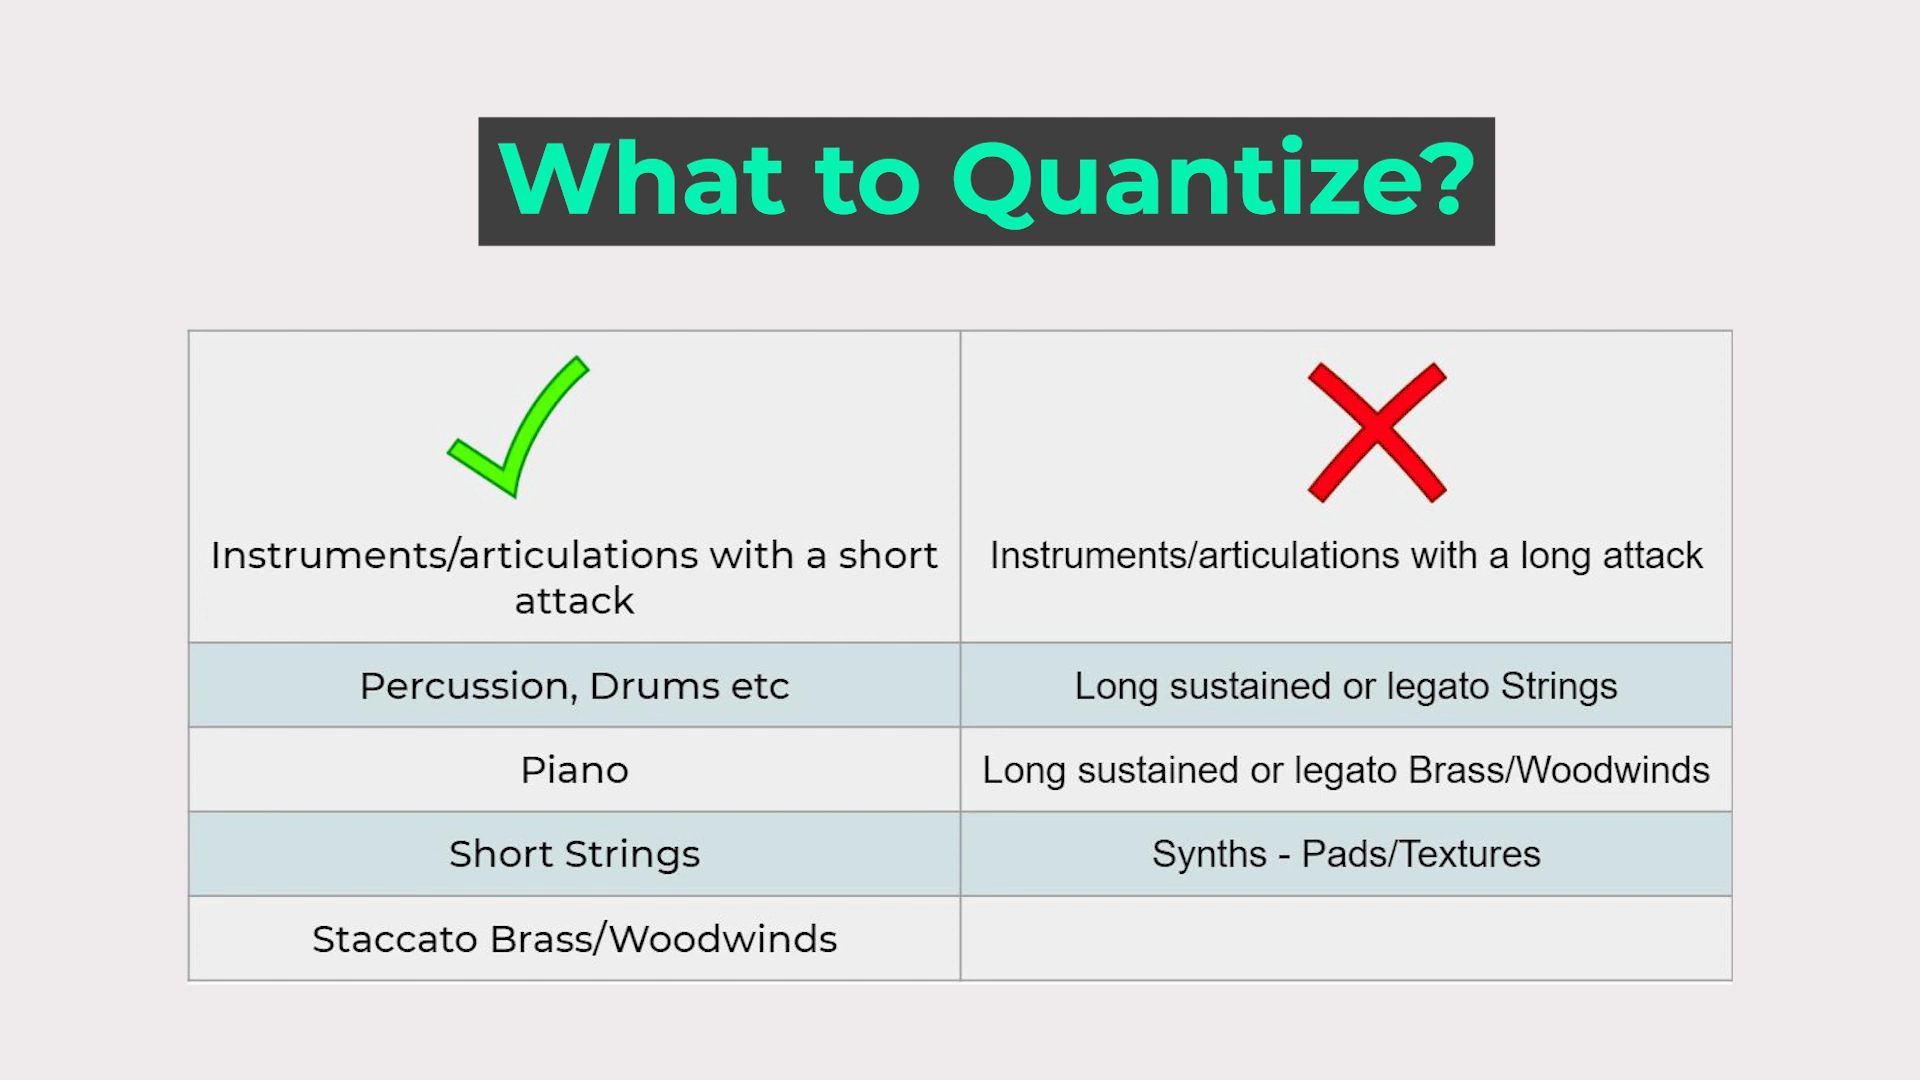 What to Quantize?
Instruments/articulations with a short
attack
Instruments/articulations with a long attack
Percussion, Drums etc
Long sustained or legato Strings
Piano
Long sustained or legato Brass/Woodwinds
Short Strings
Synths - Pads/Textures
Staccato Brass/Woodwinds